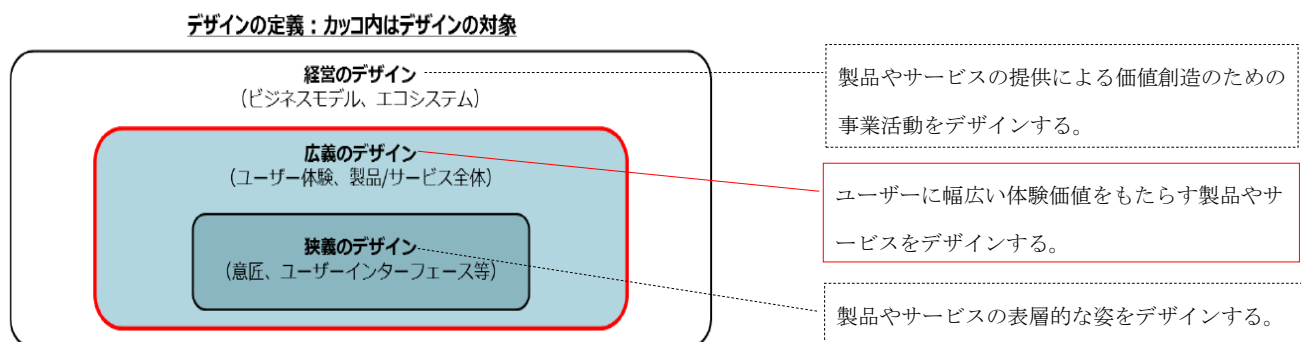 デザインの定義：カッコ内はデザインの対象
経営のデザイン
（ビジネスモデル、エコシステム）
製品やサービスの提供による価値創造のための
事業活動をデザインする。
広義のデザイン
（ユーザー体験、製品/サービス全体）
ユーザーに幅広い体験価値をもたらす製品やサ
ービスをデザインする。
狭義のデザイン
（意匠、ユーザーインターフェース等）
製品やサービスの表層的な姿をデザインする。